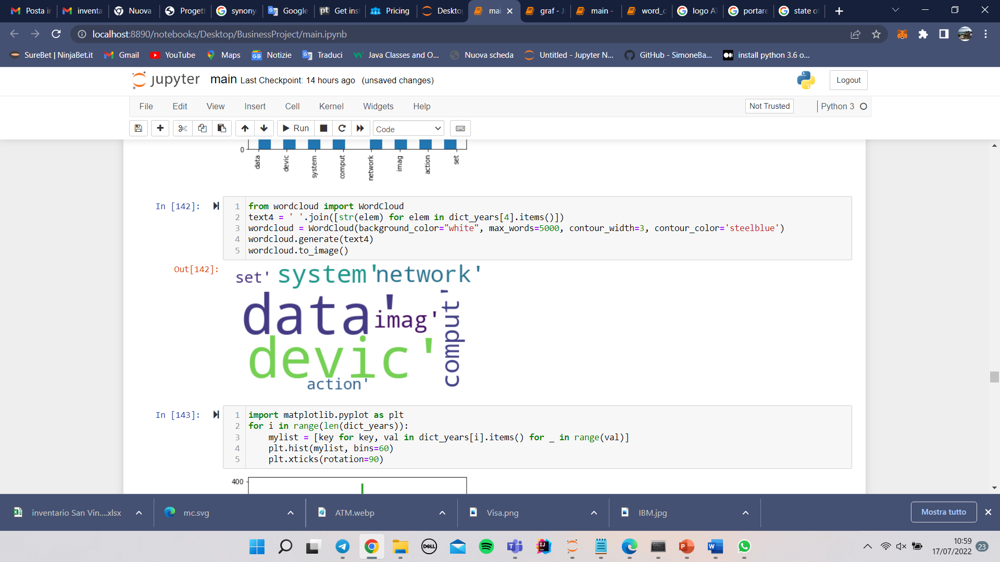 Posta in
inventa
Nuova
Progett
synony
Google
Get inst
Pricing
Deskto
mai
graf - J
main -
word_c
logo AT
portare
state o
localhost:8890/notebooks/Desktop/BusinessProject/main.ipynb
SureBet | NinjaBet.it
Gmail
YouTube
Maps
Notizie
Traduci
Java Classes and O...
Nuova scheda
Untitled - Jupyter N...
GitHub - SimoneBa...
install python 3.6 o...
jupyter main Last Checkpoint: 14 hours ago (unsaved changes)
Logout
File Edit View Insert Cell Kernel Widgets Help
Not Trusted
Python 3
Run
Code
0
data devic system comput network imag action set
In [142]:
1 from wordcloud import WordCloud
2 text4 = ' '.join([str(elem) for elem in dict_years[4].items()])
3 wordcloud = WordCloud(background_color="white", max_words=5000, contour_width=3, contour_color='steelblue')
4 wordcloud.generate(text4)
5 wordcloud.to_image()
Out[142]:
set' system' network'
data'
imag'
comput'
devic'
action'
In [143]:
1 import matplotlib.pyplot as plt
2 for i in range(len(dict_years)):
3 mylist = [key for key, val in dict_years[i].items() for _ in range(val)]
4 plt.hist(mylist, bins=60)
5 plt.xticks(rotation=90)
400
inventario San Vin....xlsx
mc.svg
ATM.webp
Visa.png
IBM.jpg
Mostra tutto
DELL
10:59
17/07/2022
23